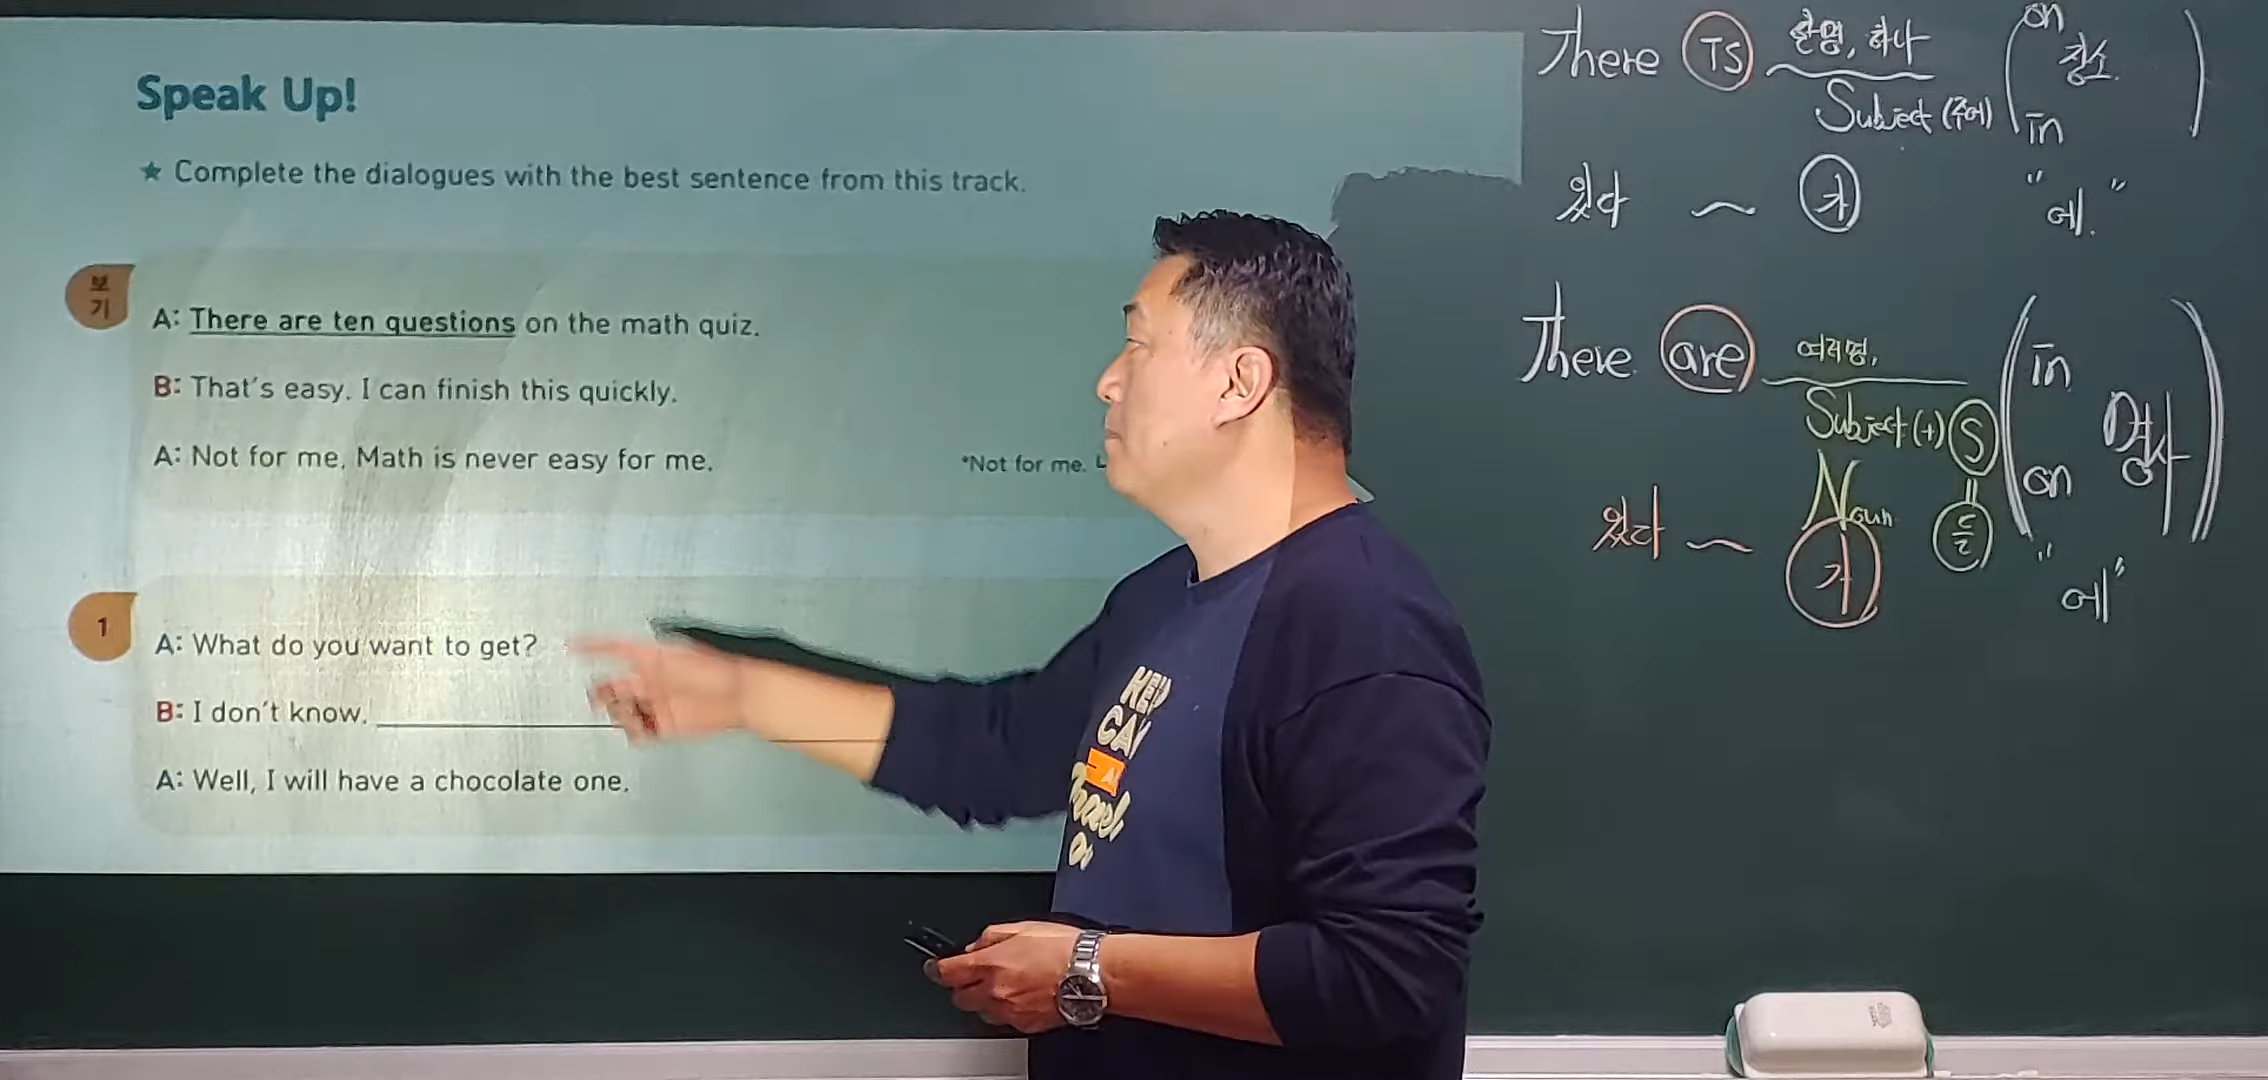 Speak Up!
★ Complete the dialogues with the best sentence from this track.
보기
A: There are ten questions on the math quiz.
B: That's easy. I can finish this quickly.
A: Not for me. Math is never easy for me.
*Not for me.
1
A: What do you want to get?
B: I don't know.
A: Well, I will have a chocolate one.
There is 한명, 하나 (on 장소. in)
Subject (주어)
있다 ~ 가 "에."
There are 여러명, (in on 명사)
Subject (+) S
Noun
있다 ~ 가 들 "에"